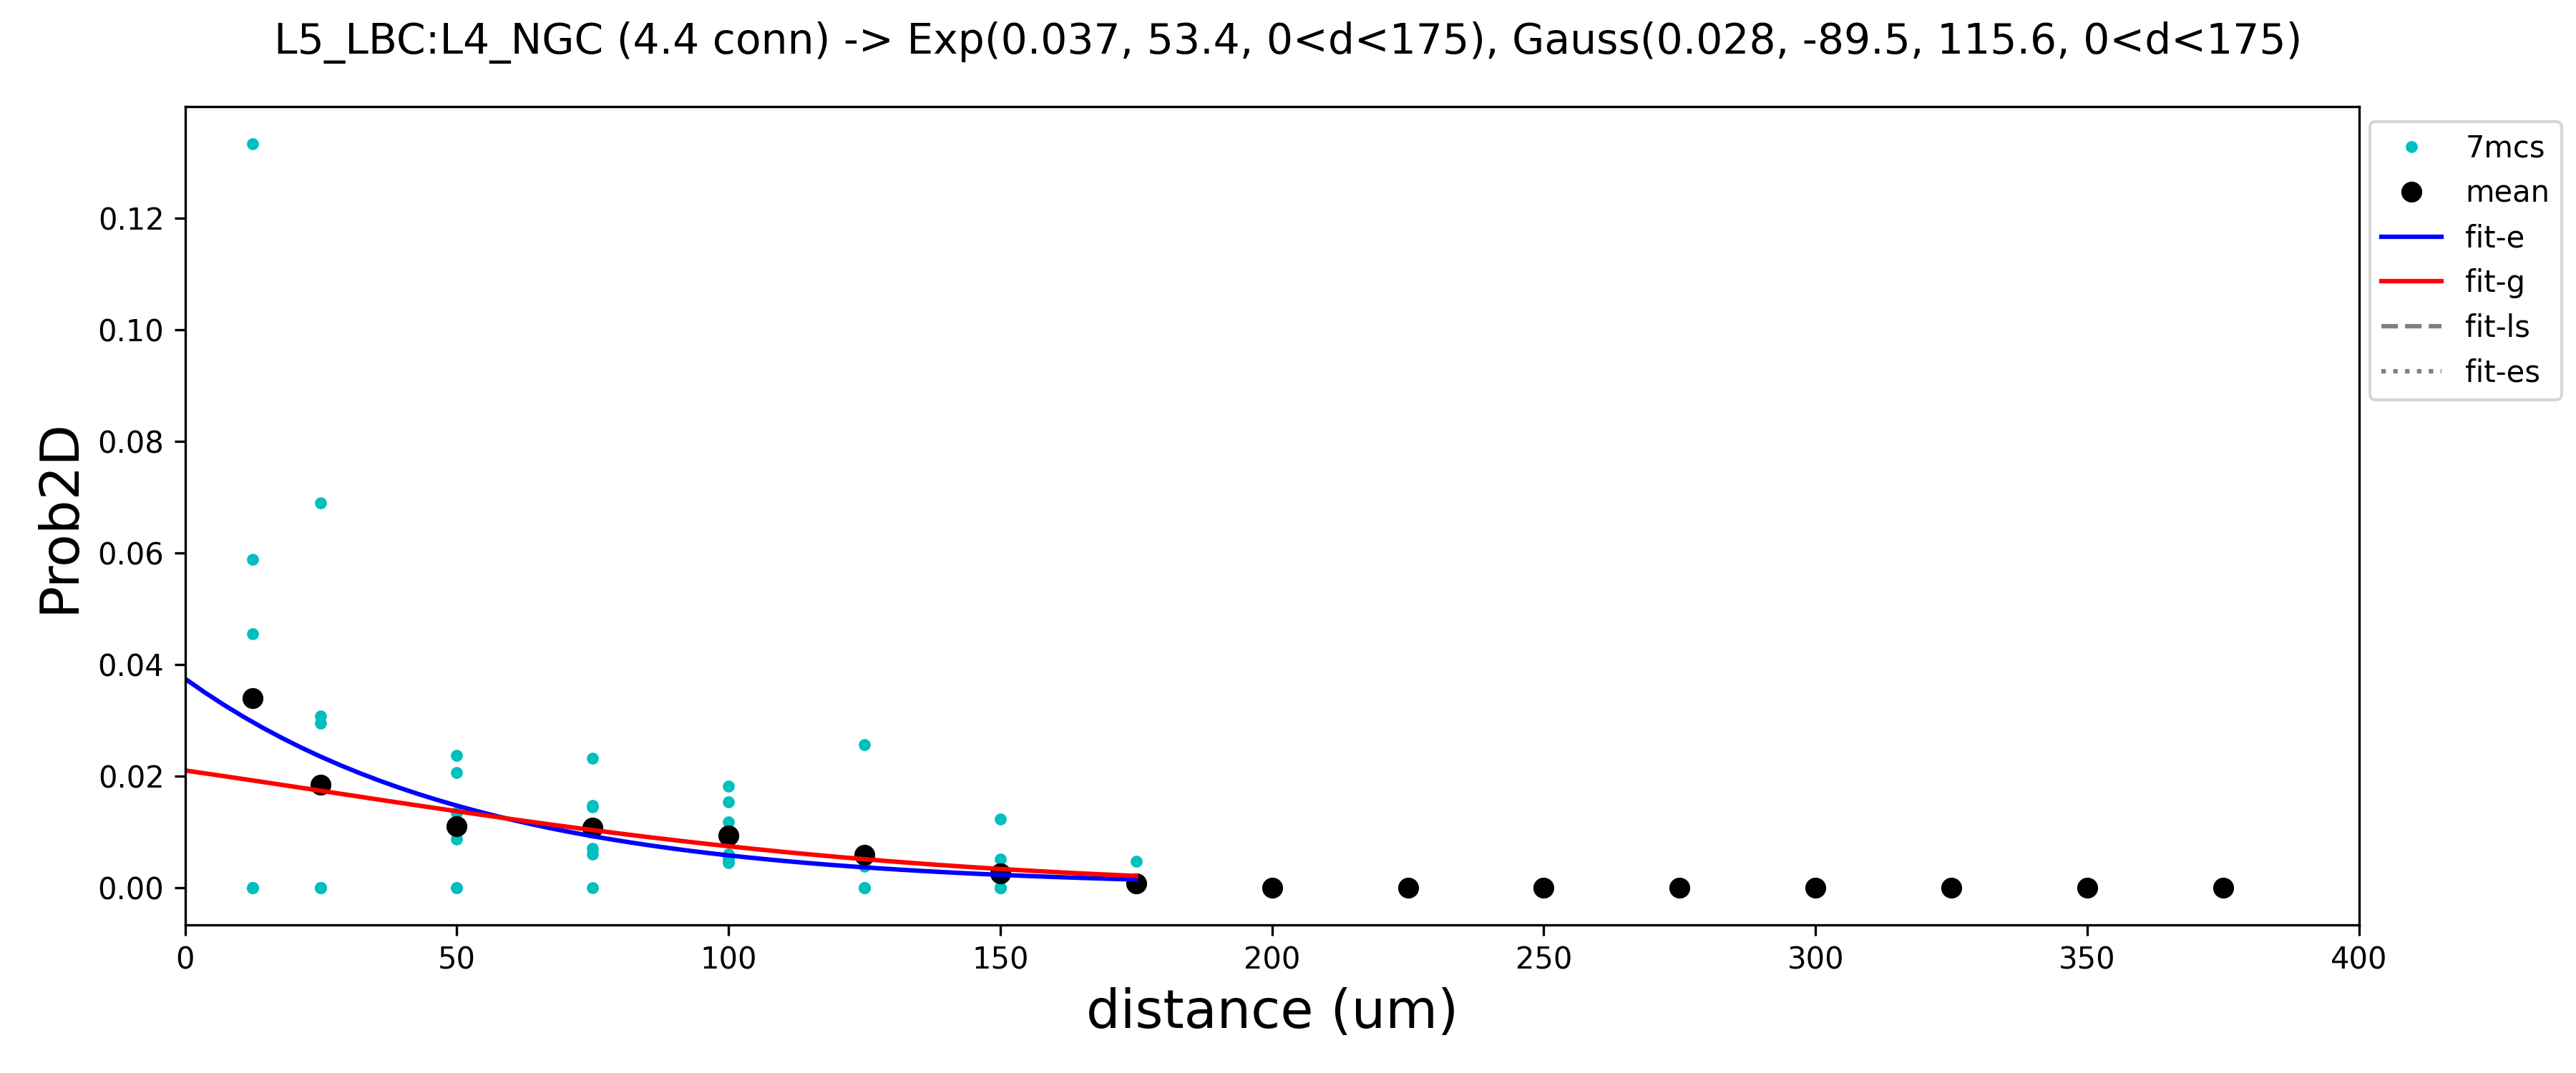 L5_LBC:L4_NGC (4.4 conn) -> Exp(0.037, 53.4, 0<d<175), Gauss(0.028, -89.5, 115.6, 0<d<175)
7mcs
mean
fit-e
fit-g
fit-ls
fit-es
Prob2D
0.12
0.10
0.08
0.06
0.04
0.02
0.00
0 50 100 150 200 250 300 350 400
distance (um)